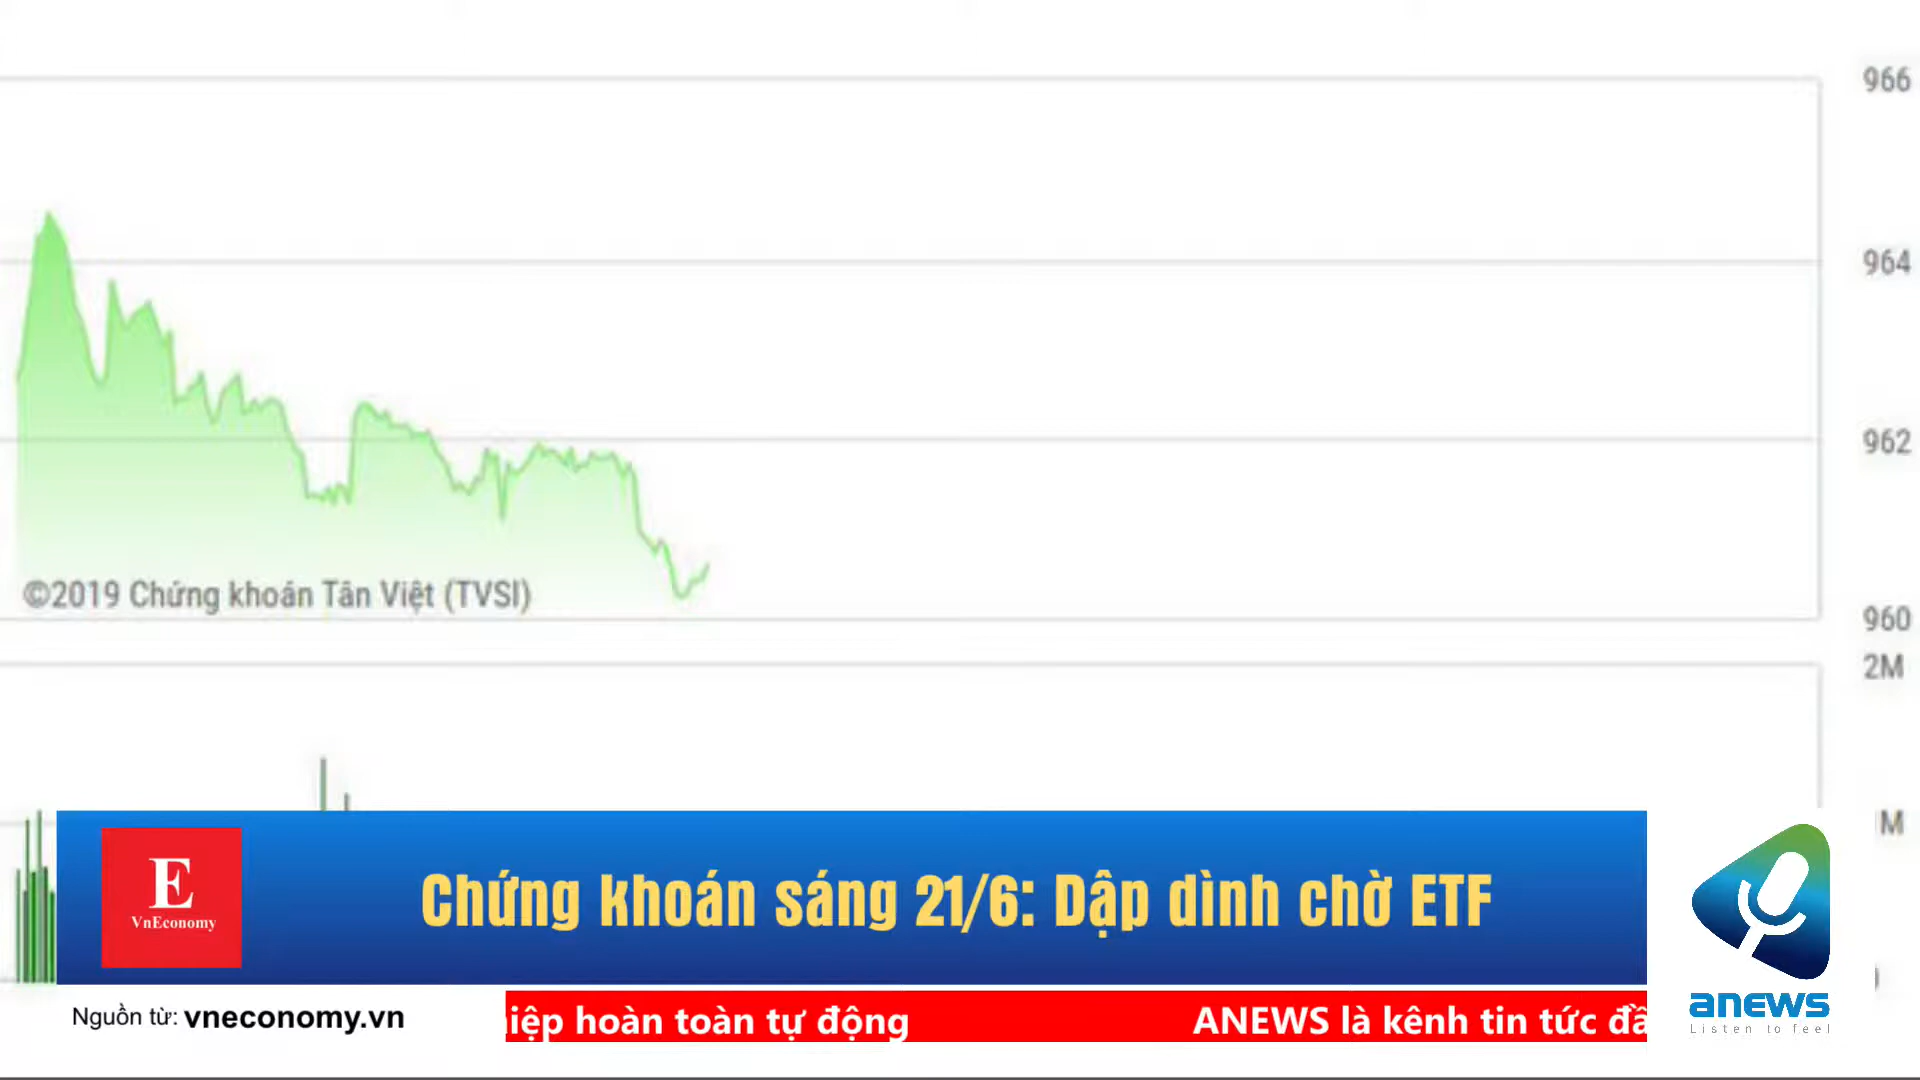 966
964
962
©2019 Chứng khoán Tân Việt (TVSI)
960
2M
M
E
VnEconomy
Chứng khoán sáng 21/6: Dập dình chờ ETF
Nguồn từ: vneconomy.vn
iệp hoàn toàn tự động ANEWS là kênh tin tức đầ
anews
Listen to feel